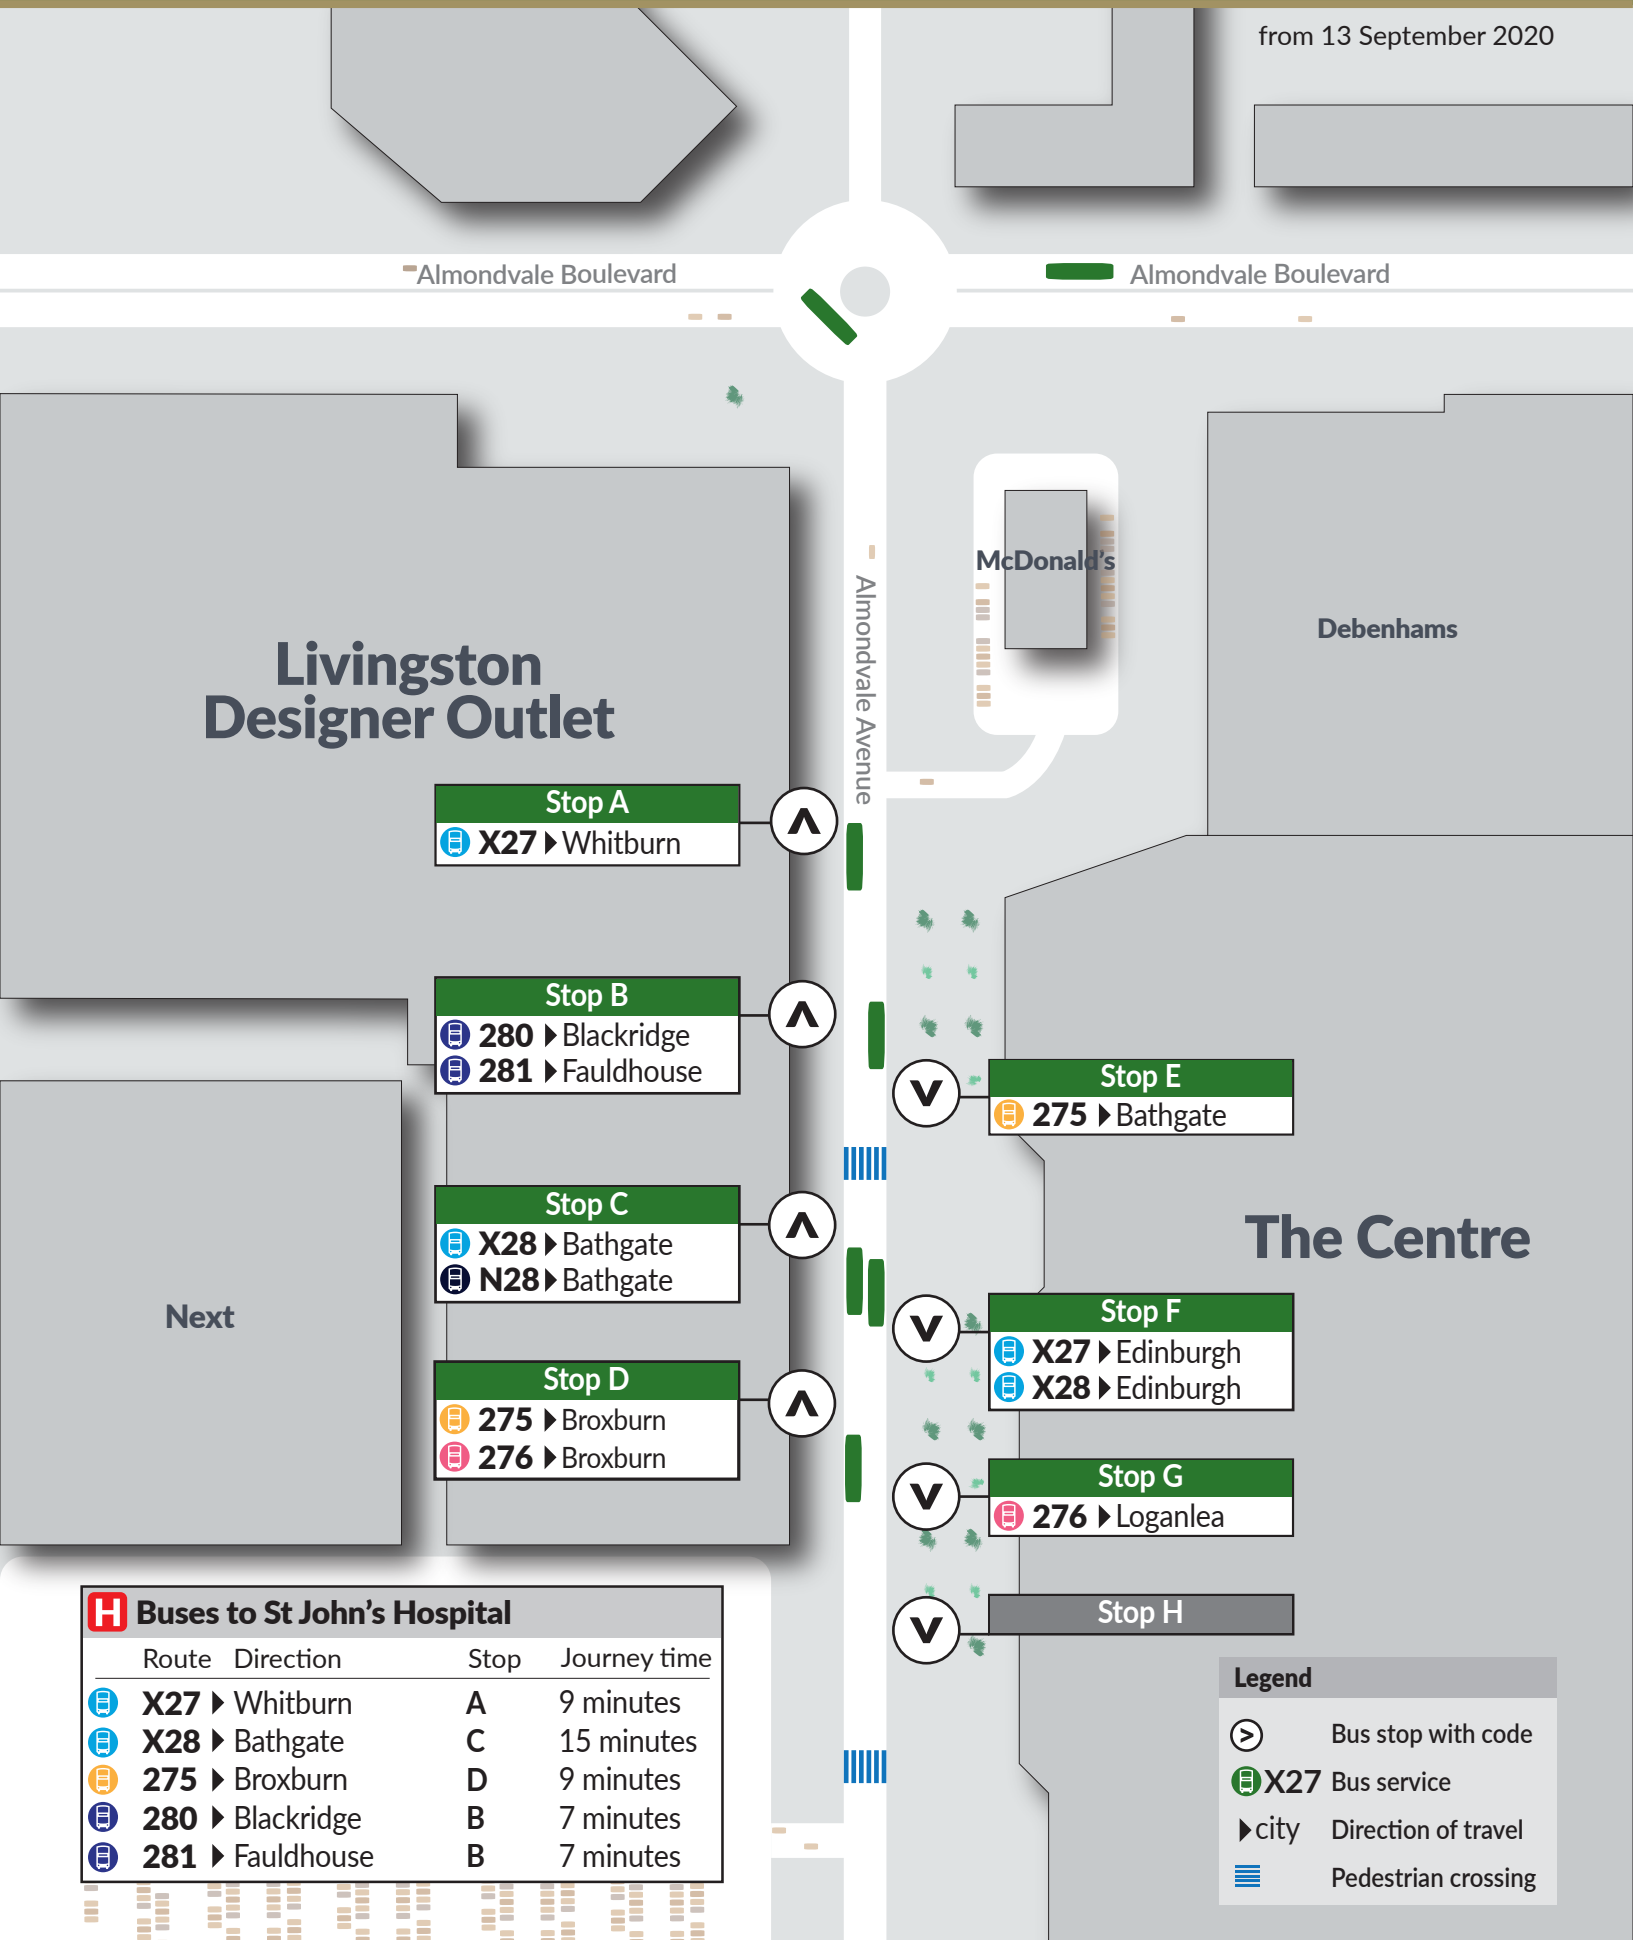 from 13 September 2020
Almondvale Boulevard
Almondvale Boulevard
McDonald's
Debenhams
Almondvale Avenue
Livingston
Designer Outlet
Stop A
X27 Whitburn
Stop B
280 Blackridge
281 Fauldhouse
Stop E
275 Bathgate
Stop C
X28 Bathgate
N28 Bathgate
The Centre
Next
Stop F
X27 Edinburgh
X28 Edinburgh
Stop D
275 Broxburn
276 Broxburn
Stop G
276 Loganlea
Stop H
H Buses to St John's Hospital
Route Direction Stop Journey time
X27 Whitburn A 9 minutes
X28 Bathgate C 15 minutes
275 Broxburn D 9 minutes
280 Blackridge B 7 minutes
281 Fauldhouse B 7 minutes
Legend
Bus stop with code
X27 Bus service
city Direction of travel
Pedestrian crossing